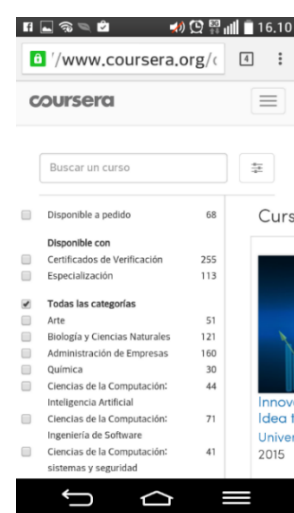 16.10
'/www.coursera.org/c
4
coursera
Buscar un curso
Disponible a pedido 68
Curs
Disponible con
Certificados de Verificación 255
Especialización 113
Todas las categorías
Arte 51
Biología y Ciencias Naturales 121
Administración de Empresas 160
Química 30
Ciencias de la Computación: 44
Inteligencia Artificial
Ciencias de la Computación: 71
Ingeniería de Software
Ciencias de la Computación: 41
sistemas y seguridad
Innov
Idea t
Univer
2015